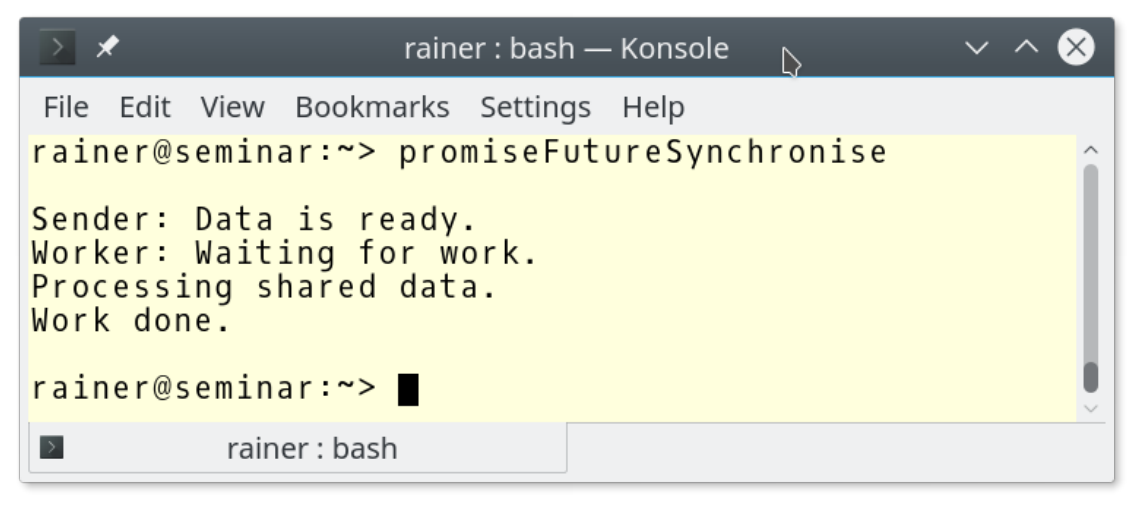 rainer : bash — Konsole
File Edit View Bookmarks Settings Help
rainer@seminar:~> promiseFutureSynchronise
Sender: Data is ready.
Worker: Waiting for work.
Processing shared data.
Work done.
rainer@seminar:~>
rainer : bash